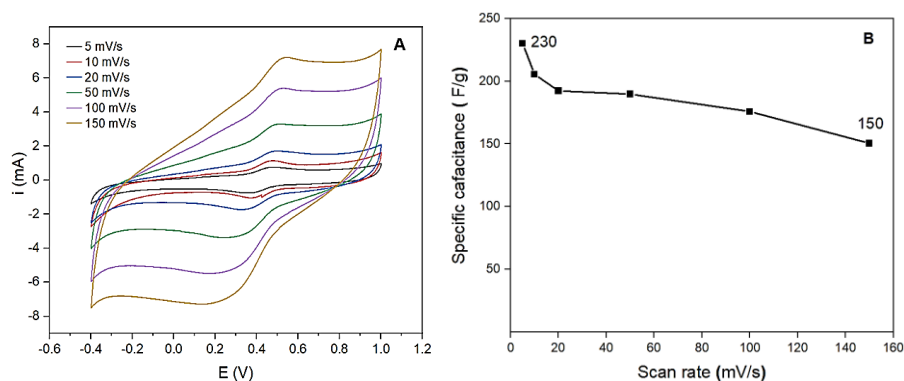 A
5 mV/s
10 mV/s
20 mV/s
50 mV/s
100 mV/s
150 mV/s
8
6
4
2
0
-2
-4
-6
-8
i (mA)
-0.6 -0.4 -0.2 0.0 0.2 0.4 0.6 0.8 1.0 1.2
E (V)
B
250
200
150
100
50
Specific cafacitance ( F/g)
230
150
0 20 40 60 80 100 120 140 160
Scan rate (mV/s)